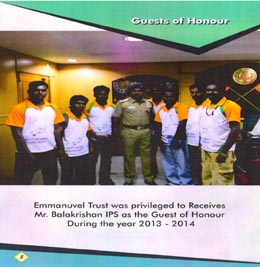 Guests of Honour
Emmanuvel Trust was privileged to Receives
Mr. Balakrishan IPS as the Guest of Honour
During the year 2013 - 2014